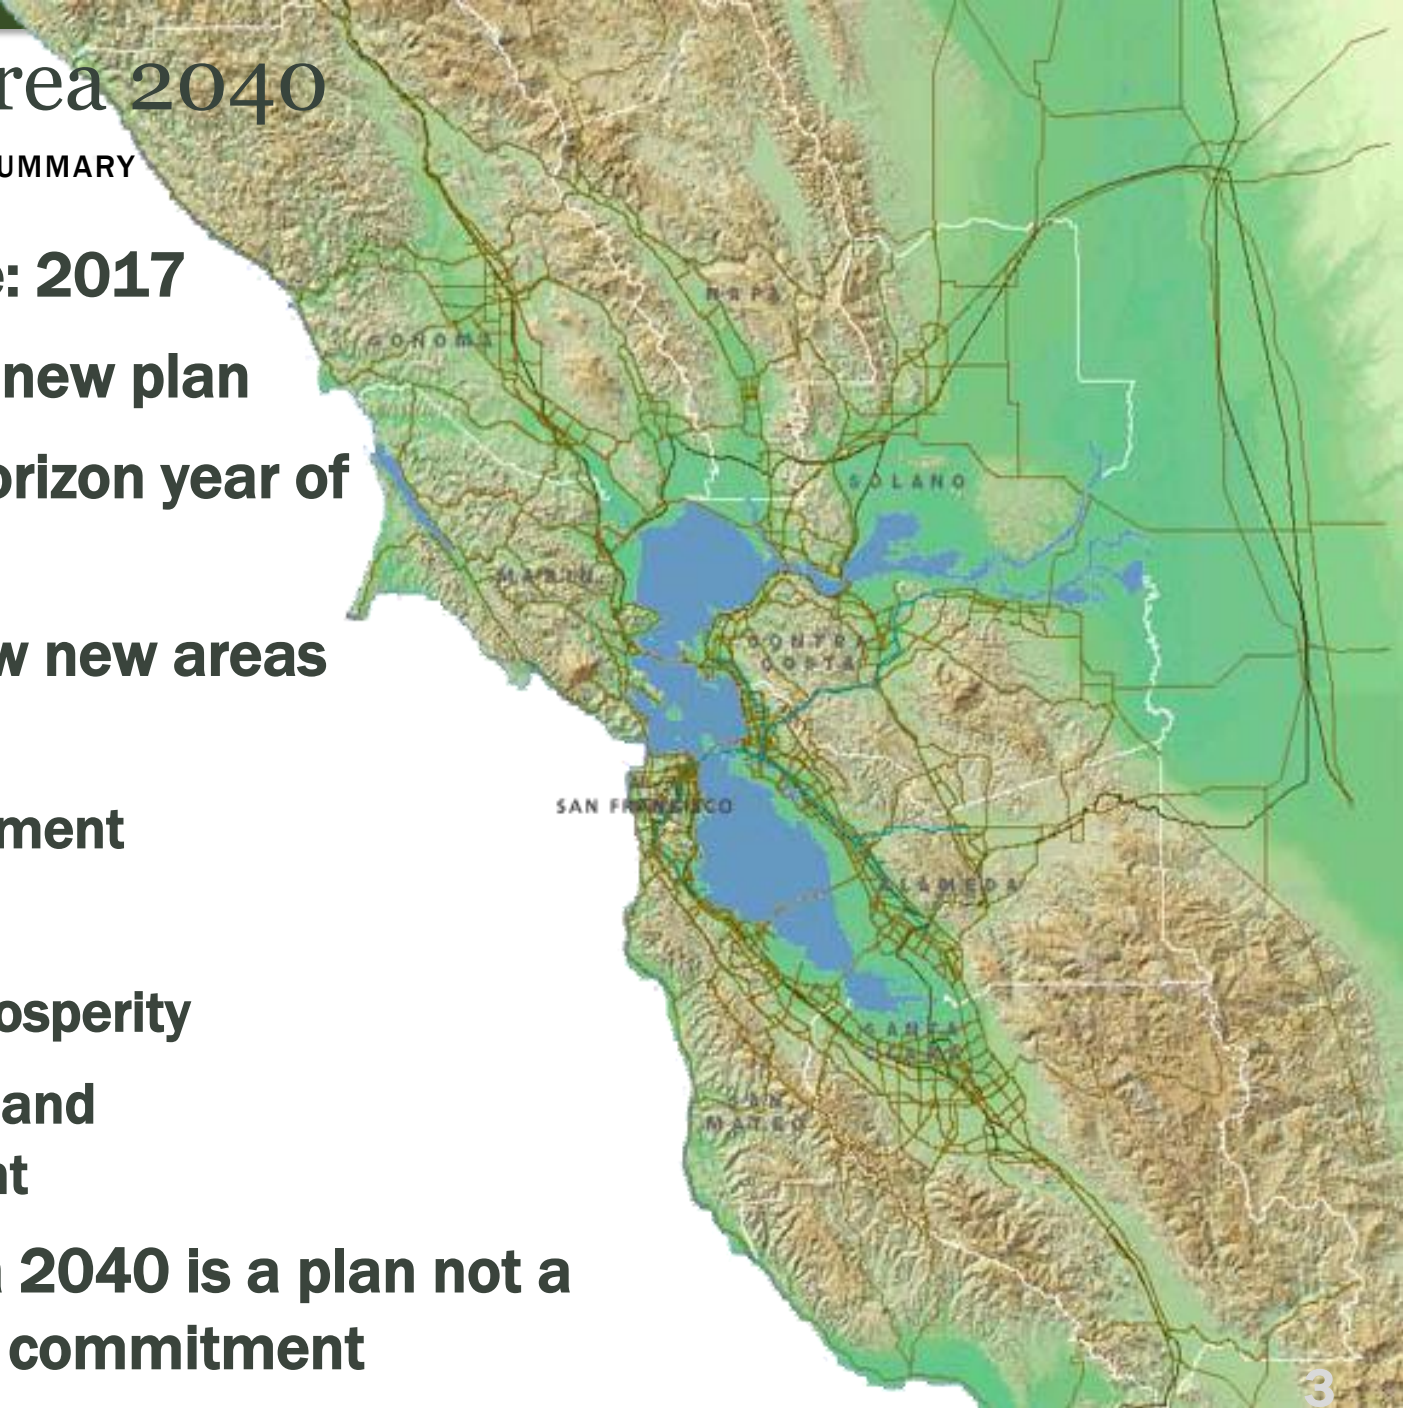 rea 2040
UMMARY
e: 2017
new plan
orizon year of
w new areas
ment
osperity
and
nt
a 2040 is a plan not a
commitment
NAPA
SONOMA
SOLANO
MARIN
CONTRA
COSTA
SAN FRANCISCO
ALAMEDA
SANTA
CLARA
SAN
MATEO
3